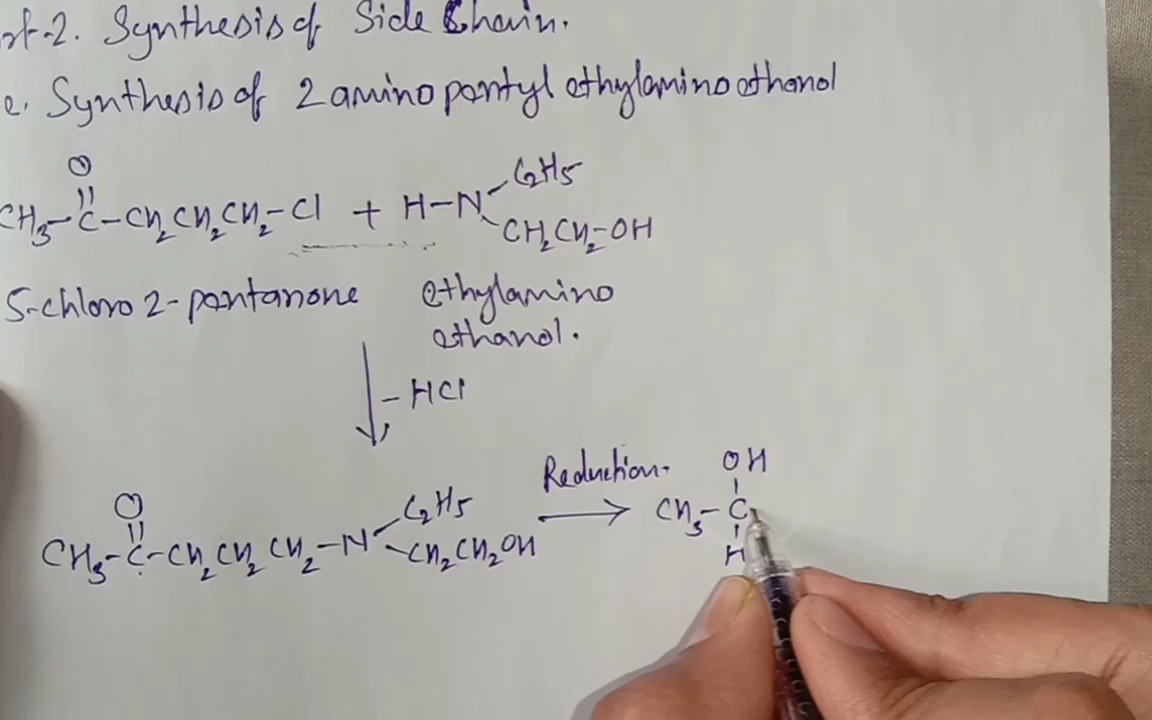 rt-2. Synthesis of Side Chain.
e. Synthesis of 2 amino pentyl ethylamino ethanol
O
CH3-C-CH2CH2CH2-Cl + H-N
C2H5
CH2CH2-OH
5-chloro 2-pentanone ethylamino
ethanol.
-HCl
O
CH3-C-CH2CH2CH2-N
C2H5
CH2CH2OH
Reduction.
OH
CH3-C
H